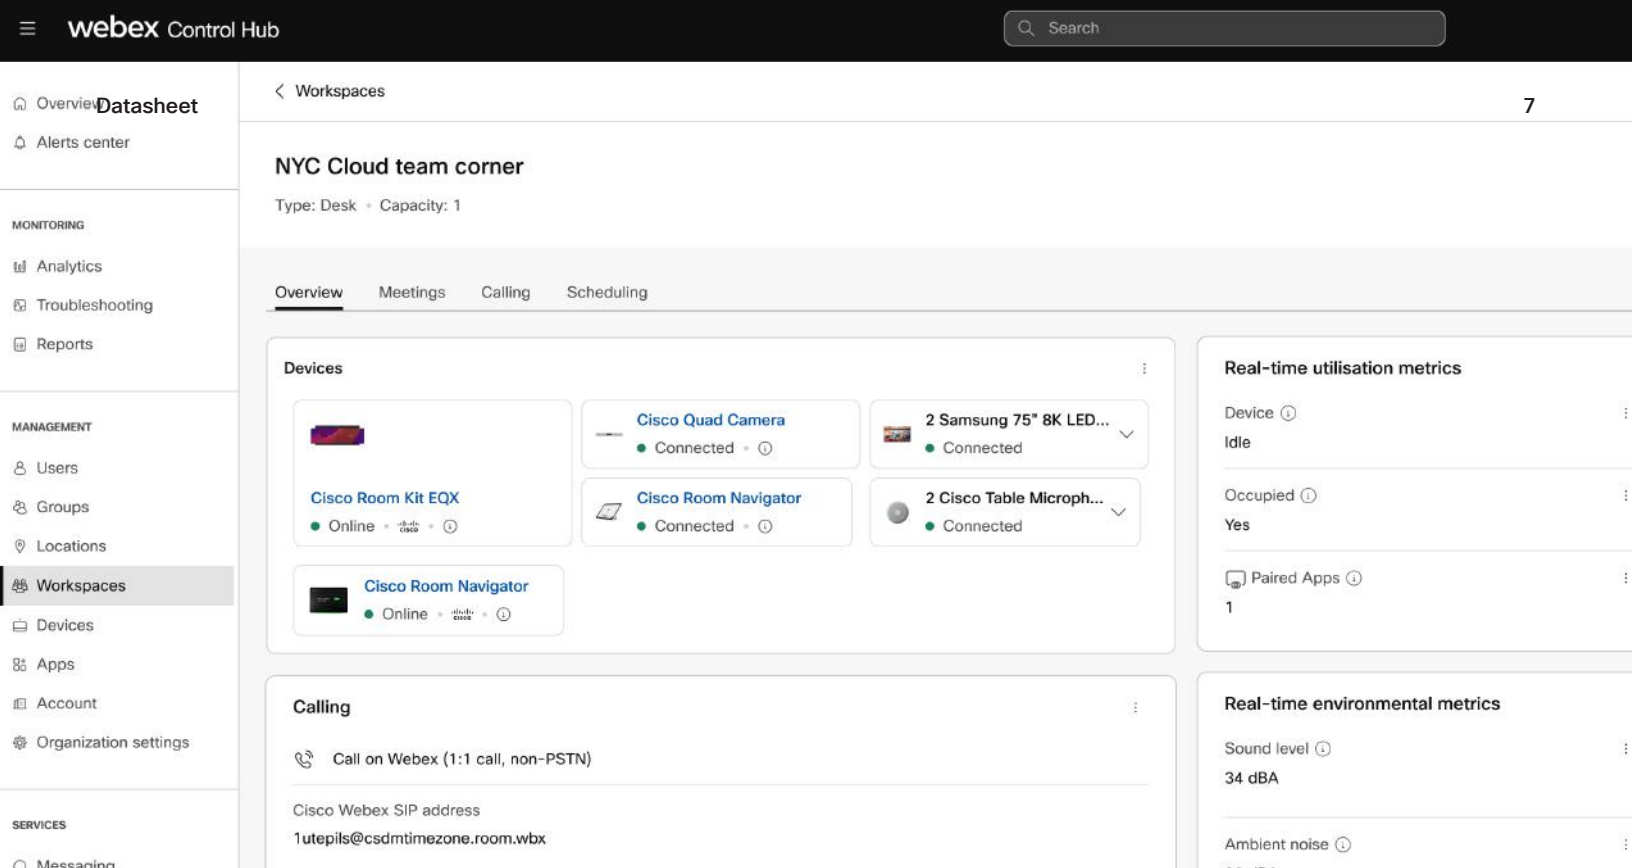 webex Control Hub
Search
Overview
Datasheet
7
Alerts center
MONITORING
Analytics
Troubleshooting
Reports
MANAGEMENT
Users
Groups
Locations
Workspaces
Devices
Apps
Account
Organization settings
SERVICES
Messaging
Workspaces
NYC Cloud team corner
Type: Desk • Capacity: 1
Overview Meetings Calling Scheduling
Devices
Cisco Room Kit EQX
Online • CISCO •
Cisco Quad Camera
Connected •
2 Samsung 75" 8K LED...
Connected
Cisco Room Navigator
Connected •
2 Cisco Table Microph...
Connected
Cisco Room Navigator
Online • CISCO •
Calling
Call on Webex (1:1 call, non-PSTN)
Cisco Webex SIP address
1utepils@csdmtimezone.room.wbx
Real-time utilisation metrics
Device
Idle
Occupied
Yes
Paired Apps
1
Real-time environmental metrics
Sound level
34 dBA
Ambient noise